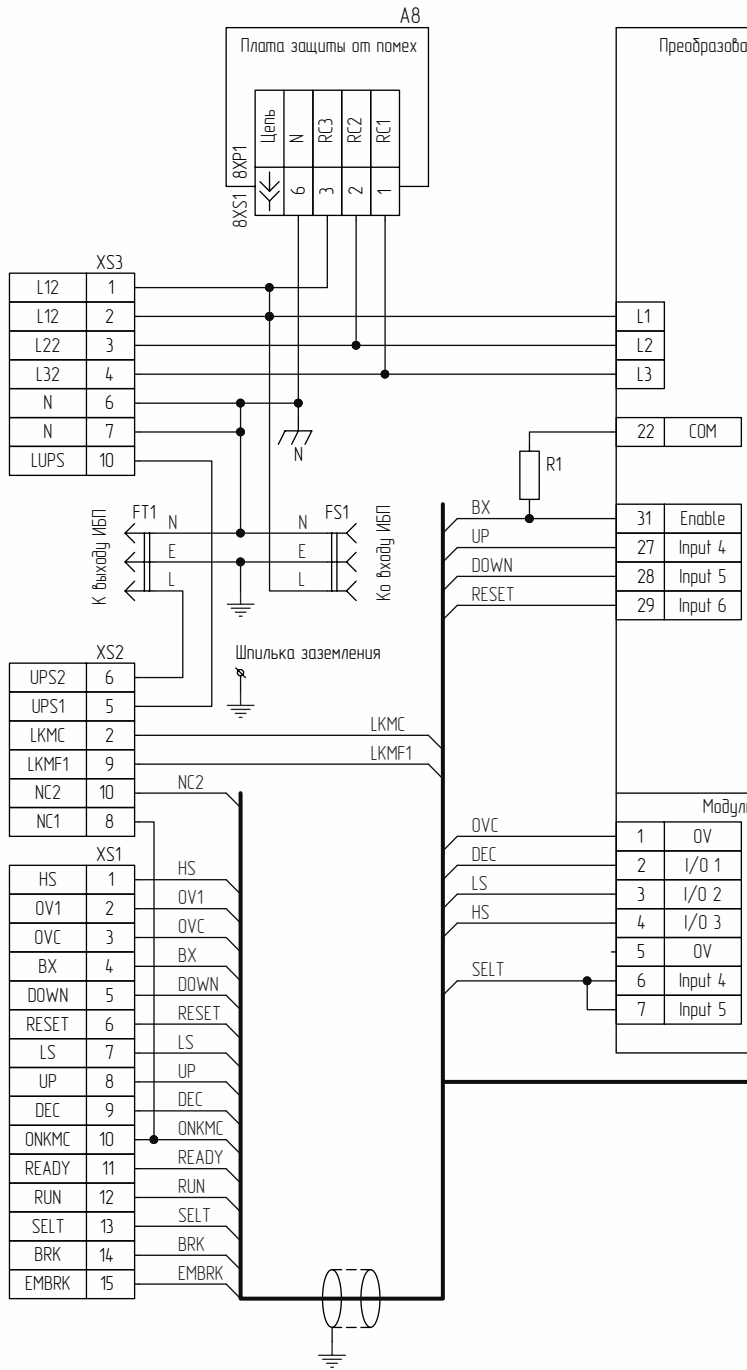 A8
Плата защиты от помех
Преобразова
8XP1
Цепь N RC3 RC2 RC1
8XS1
6 3 2 1
XS3
L12 1
L12 2
L22 3
L32 4
N 6
N 7
LUPS 10
L1
L2
L3
N
22 COM
R1
FT1 N N FS1
E E
L L
К выходу ИБП
Ко входу ИБП
BX
UP
DOWN
RESET
31 Enable
27 Input 4
28 Input 5
29 Input 6
Шпилька заземления
XS2
UPS2 6
UPS1 5
LKMC 2 LKMC
LKMF1 9 LKMF1
NC2 10 NC2
NC1 8
Модуль
OVC
DEC
LS
HS
SELT
1 0V
2 I/O 1
3 I/O 2
4 I/O 3
5 0V
6 Input 4
7 Input 5
XS1
HS 1 HS
OV1 2 OV1
OVC 3 OVC
BX 4 BX
DOWN 5 DOWN
RESET 6 RESET
LS 7 LS
UP 8 UP
DEC 9 DEC
ONKMC 10 ONKMC
READY 11 READY
RUN 12 RUN
SELT 13 SELT
BRK 14 BRK
EMBRK 15 EMBRK